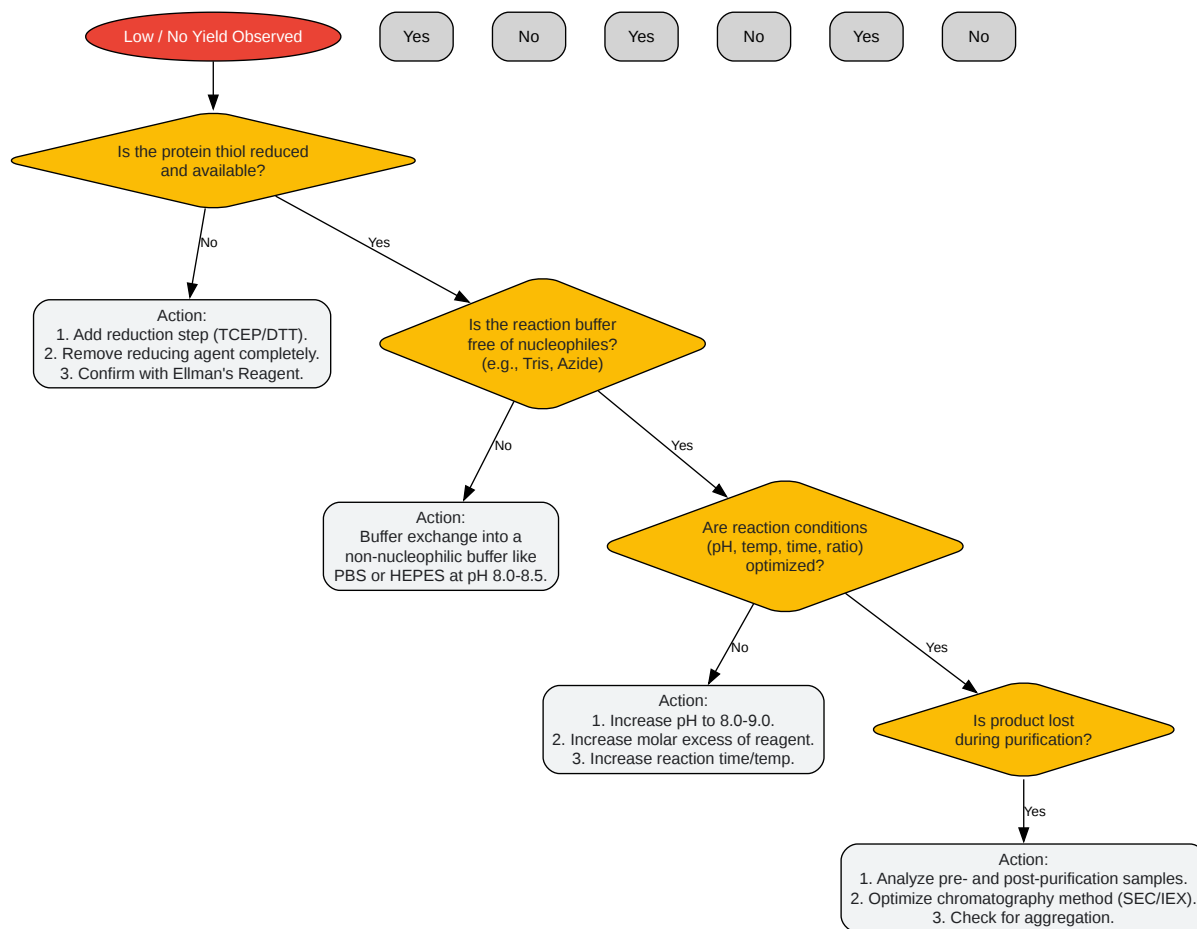 Low / No Yield Observed
Yes
No
Yes
No
Yes
No
Is the protein thiol reduced
and available?
No
Yes
Action:
1. Add reduction step (TCEP/DTT).
2. Remove reducing agent completely.
3. Confirm with Ellman's Reagent.
Is the reaction buffer
free of nucleophiles?
(e.g., Tris, Azide)
No
Yes
Action:
Buffer exchange into a
non-nucleophilic buffer like
PBS or HEPES at pH 8.0-8.5.
Are reaction conditions
(pH, temp, time, ratio)
optimized?
No
Yes
Action:
1. Increase pH to 8.0-9.0.
2. Increase molar excess of reagent.
3. Increase reaction time/temp.
Is product lost
during purification?
Yes
Action:
1. Analyze pre- and post-purification samples.
2. Optimize chromatography method (SEC/IEX).
3. Check for aggregation.